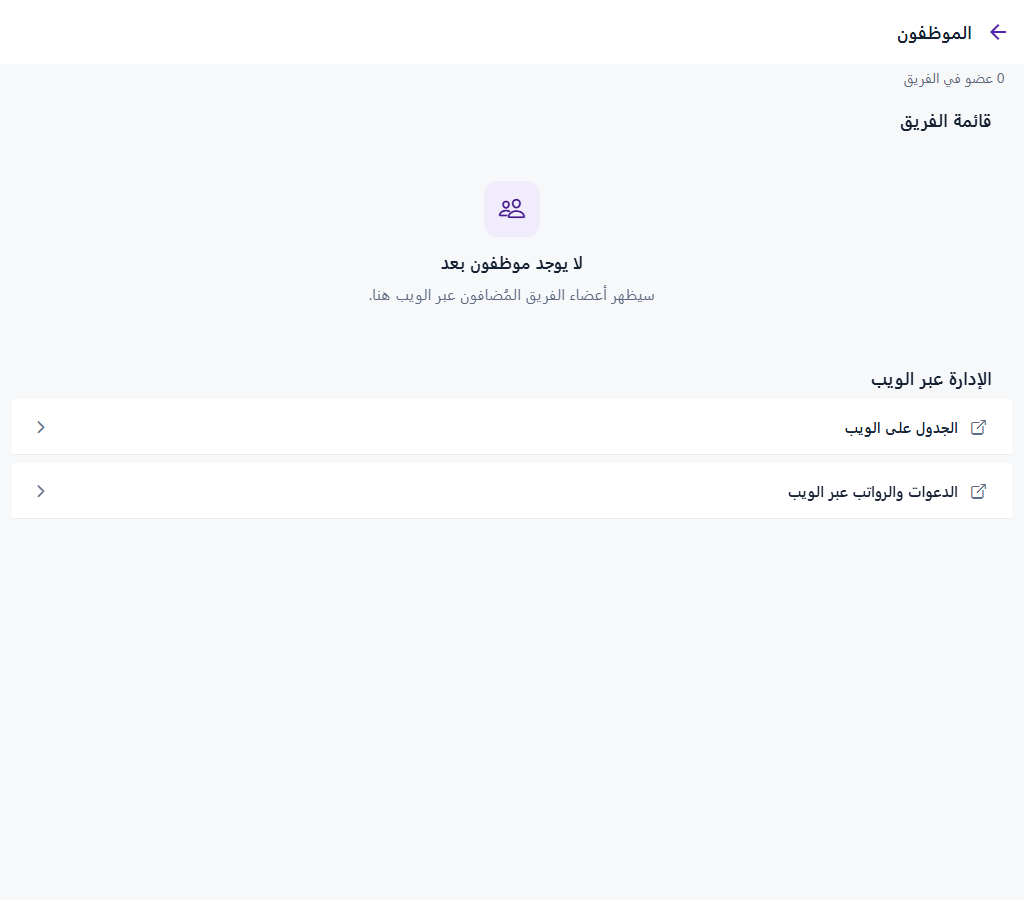 الموظفون
0 عضو في الفريق
قائمة الفريق
لا يوجد موظفون بعد
سيظهر أعضاء الفريق المُضافون عبر الويب هنا.
الإدارة عبر الويب
الجدول على الويب
الدعوات والرواتب عبر الويب